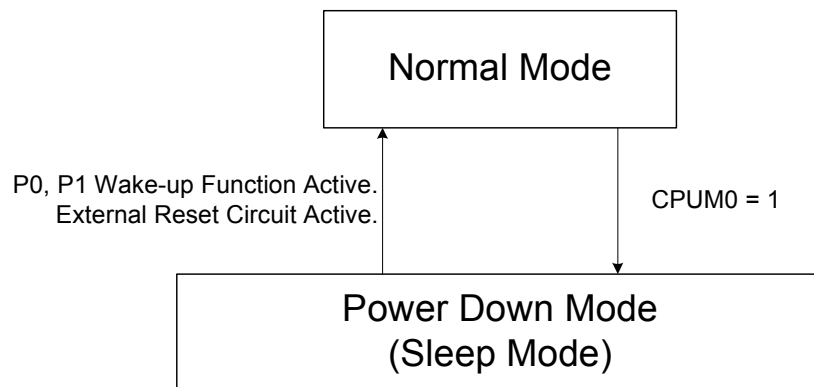 Normal Mode
P0, P1 Wake-up Function Active.
External Reset Circuit Active.
CPUM0 = 1
Power Down Mode
(Sleep Mode)